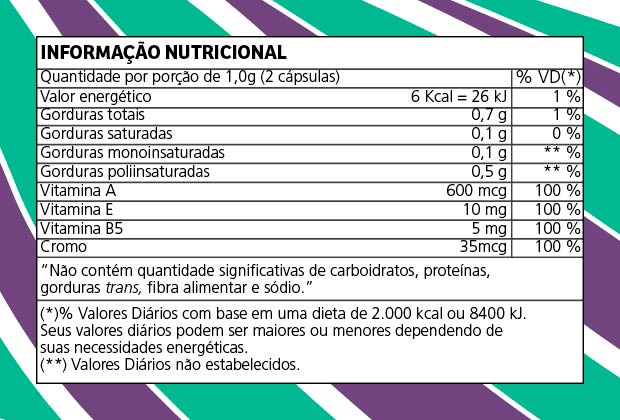 INFORMAÇÃO NUTRICIONAL
Quantidade por porção de 1,0g (2 cápsulas) % VD(*)
Valor energético 6 Kcal = 26 kJ 1 %
Gorduras totais 0,7 g 1 %
Gorduras saturadas 0,1 g 0 %
Gorduras monoinsaturadas 0,1 g ** %
Gorduras poliinsaturadas 0,5 g ** %
Vitamina A 600 mcg 100 %
Vitamina E 10 mg 100 %
Vitamina B5 5 mg 100 %
Cromo 35mcg 100 %
“Não contém quantidade significativas de carboidratos, proteínas,
gorduras trans, fibra alimentar e sódio.”
(*)% Valores Diários com base em uma dieta de 2.000 kcal ou 8400 kJ.
Seus valores diários podem ser maiores ou menores dependendo de
suas necessidades energéticas.
(**) Valores Diários não estabelecidos.